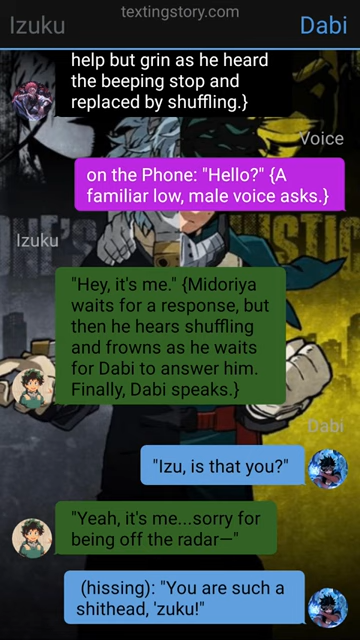 textingstory.com
Izuku
Dabi
help but grin as he heard
the beeping stop and
replaced by shuffling.}
Voice
on the Phone: "Hello?" {A
familiar low, male voice asks.}
Izuku
"Hey, it's me." {Midoriya
waits for a response, but
then he hears shuffling
and frowns as he waits
for Dabi to answer him.
Finally, Dabi speaks.}
Dabi
"Izu, is that you?"
"Yeah, it's me...sorry for
being off the radar—"
(hissing): "You are such a
shithead, 'zuku!"